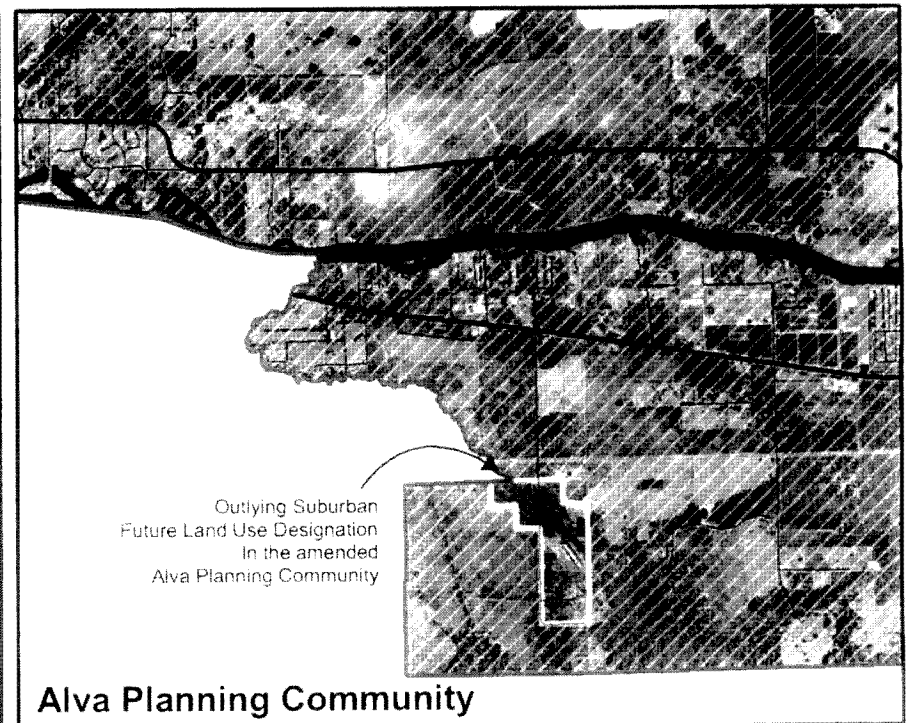 Outlying Suburban
Future Land Use Designation
In the amended
Alva Planning Community
Alva Planning Community